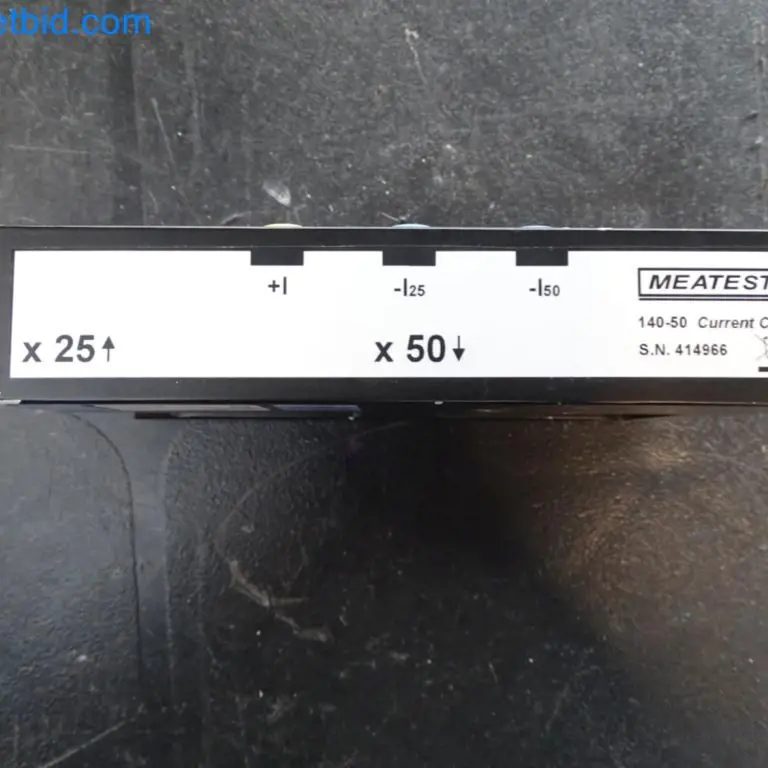 etbid.com
+I -I25 -I50
MEATEST
140-50 Current C
x 25↑ x 50↓
S.N. 414966